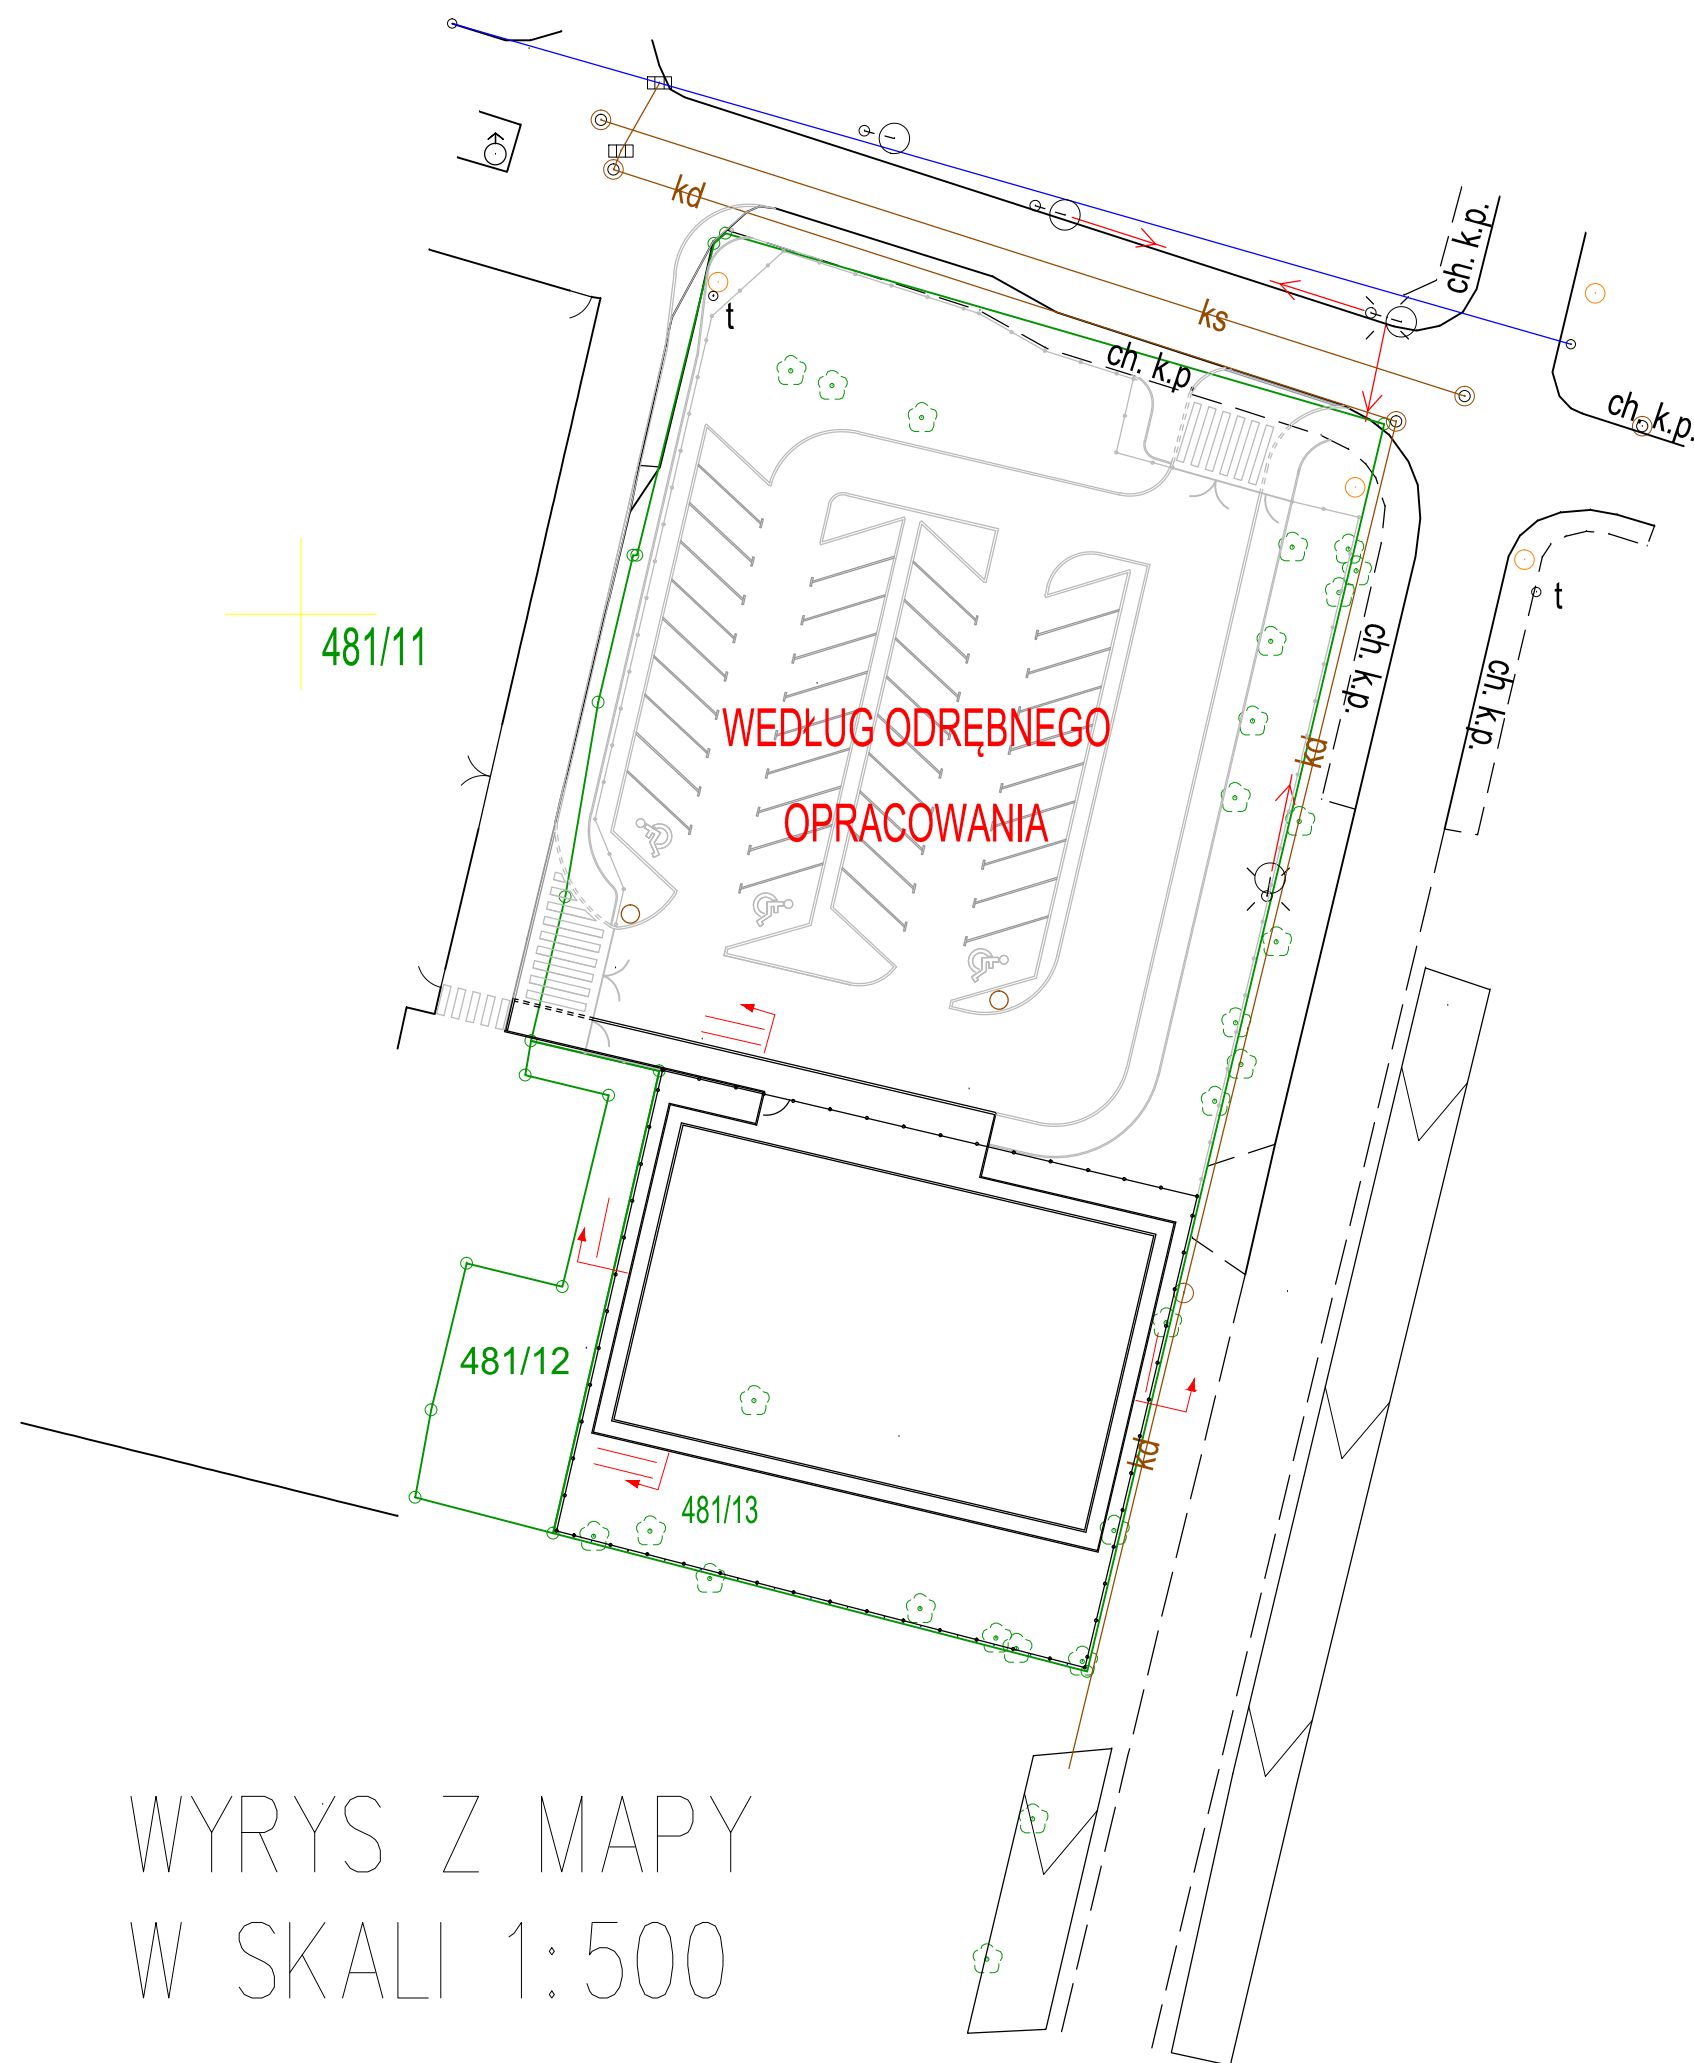 kd
ch. k.p.
ks
t
ch. k.p.
ch. k.p.
t
481/11
ch. k.p.
ch. k.p.
WEDŁUG ODRĘBNEGO
OPRACOWANIA
kd
481/12
kd
481/13
WYRYS Z MAPY
W SKALI 1:500